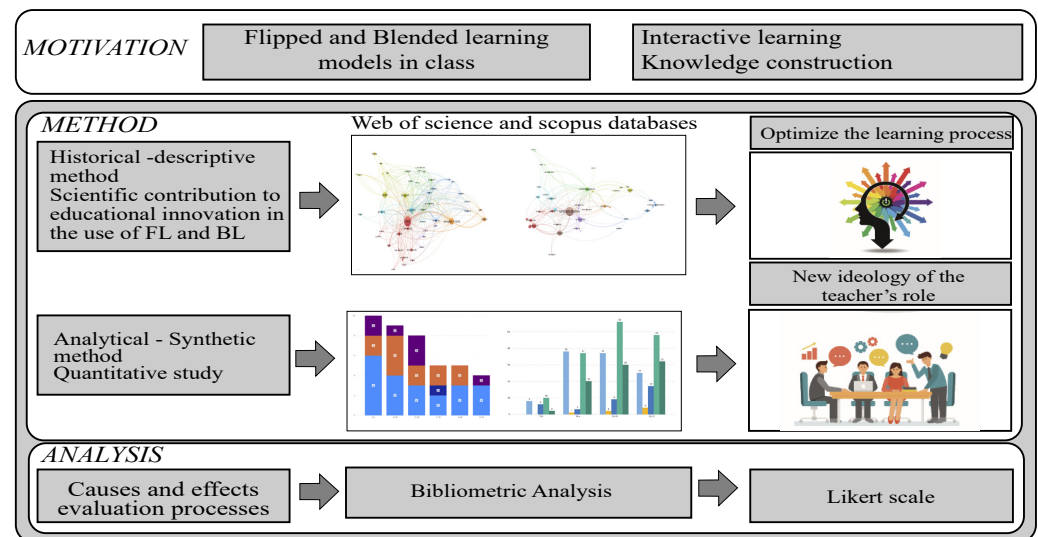 MOTIVATION
Flipped and Blended learning
models in class
Interactive learning
Knowledge construction
METHOD
Historical -descriptive
method
Scientific contribution to
educational innovation in
the use of FL and BL
Web of science and scopus databases
Optimize the learning process
New ideology of the
teacher's role
Analytical - Synthetic
method
Quantitative study
ANALYSIS
Causes and effects
evaluation processes
Bibliometric Analysis
Likert scale